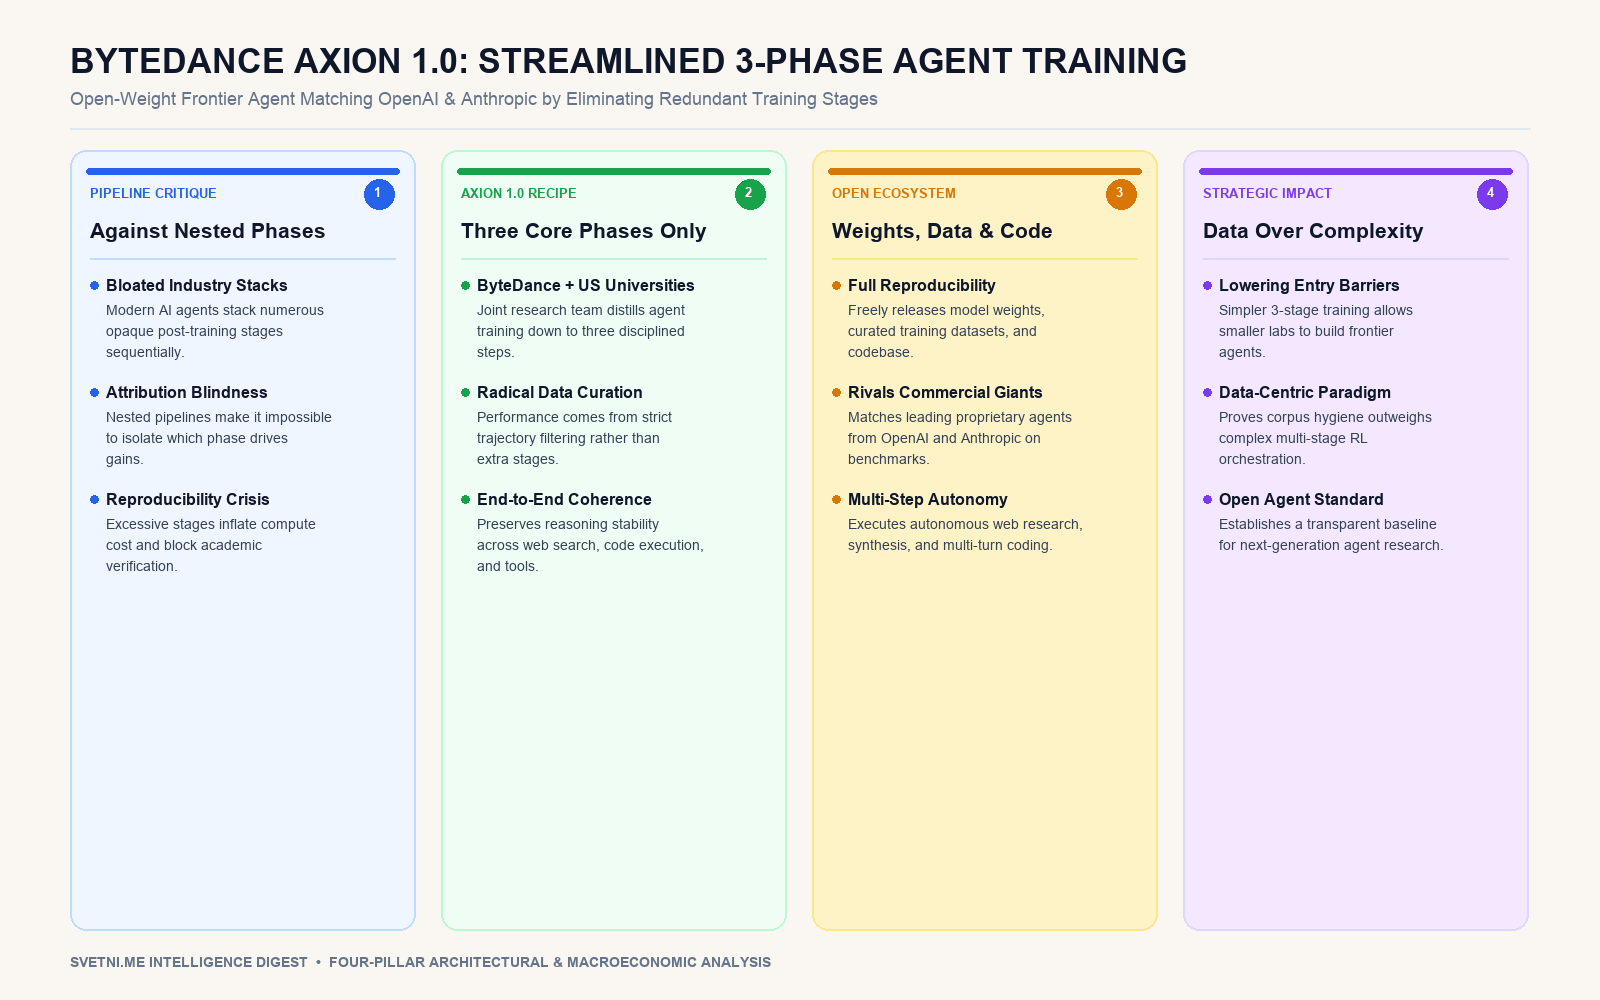 BYTEDANCE AXION 1.0: STREAMLINED 3-PHASE AGENT TRAINING
Open-Weight Frontier Agent Matching OpenAI & Anthropic by Eliminating Redundant Training Stages
PIPELINE CRITIQUE
1
Against Nested Phases
Bloated Industry Stacks
Modern AI agents stack numerous
opaque post-training stages
sequentially.
Attribution Blindness
Nested pipelines make it impossible
to isolate which phase drives
gains.
Reproducibility Crisis
Excessive stages inflate compute
cost and block academic
verification.
AXION 1.0 RECIPE
2
Three Core Phases Only
ByteDance + US Universities
Joint research team distills agent
training down to three disciplined
steps.
Radical Data Curation
Performance comes from strict
trajectory filtering rather than
extra stages.
End-to-End Coherence
Preserves reasoning stability
across web search, code execution,
and tools.
OPEN ECOSYSTEM
3
Weights, Data & Code
Full Reproducibility
Freely releases model weights,
curated training datasets, and
codebase.
Rivals Commercial Giants
Matches leading proprietary agents
from OpenAI and Anthropic on
benchmarks.
Multi-Step Autonomy
Executes autonomous web research,
synthesis, and multi-turn coding.
STRATEGIC IMPACT
4
Data Over Complexity
Lowering Entry Barriers
Simpler 3-stage training allows
smaller labs to build frontier
agents.
Data-Centric Paradigm
Proves corpus hygiene outweighs
complex multi-stage RL
orchestration.
Open Agent Standard
Establishes a transparent baseline
for next-generation agent research.
SVETNI.ME INTELLIGENCE DIGEST • FOUR-PILLAR ARCHITECTURAL & MACROECONOMIC ANALYSIS